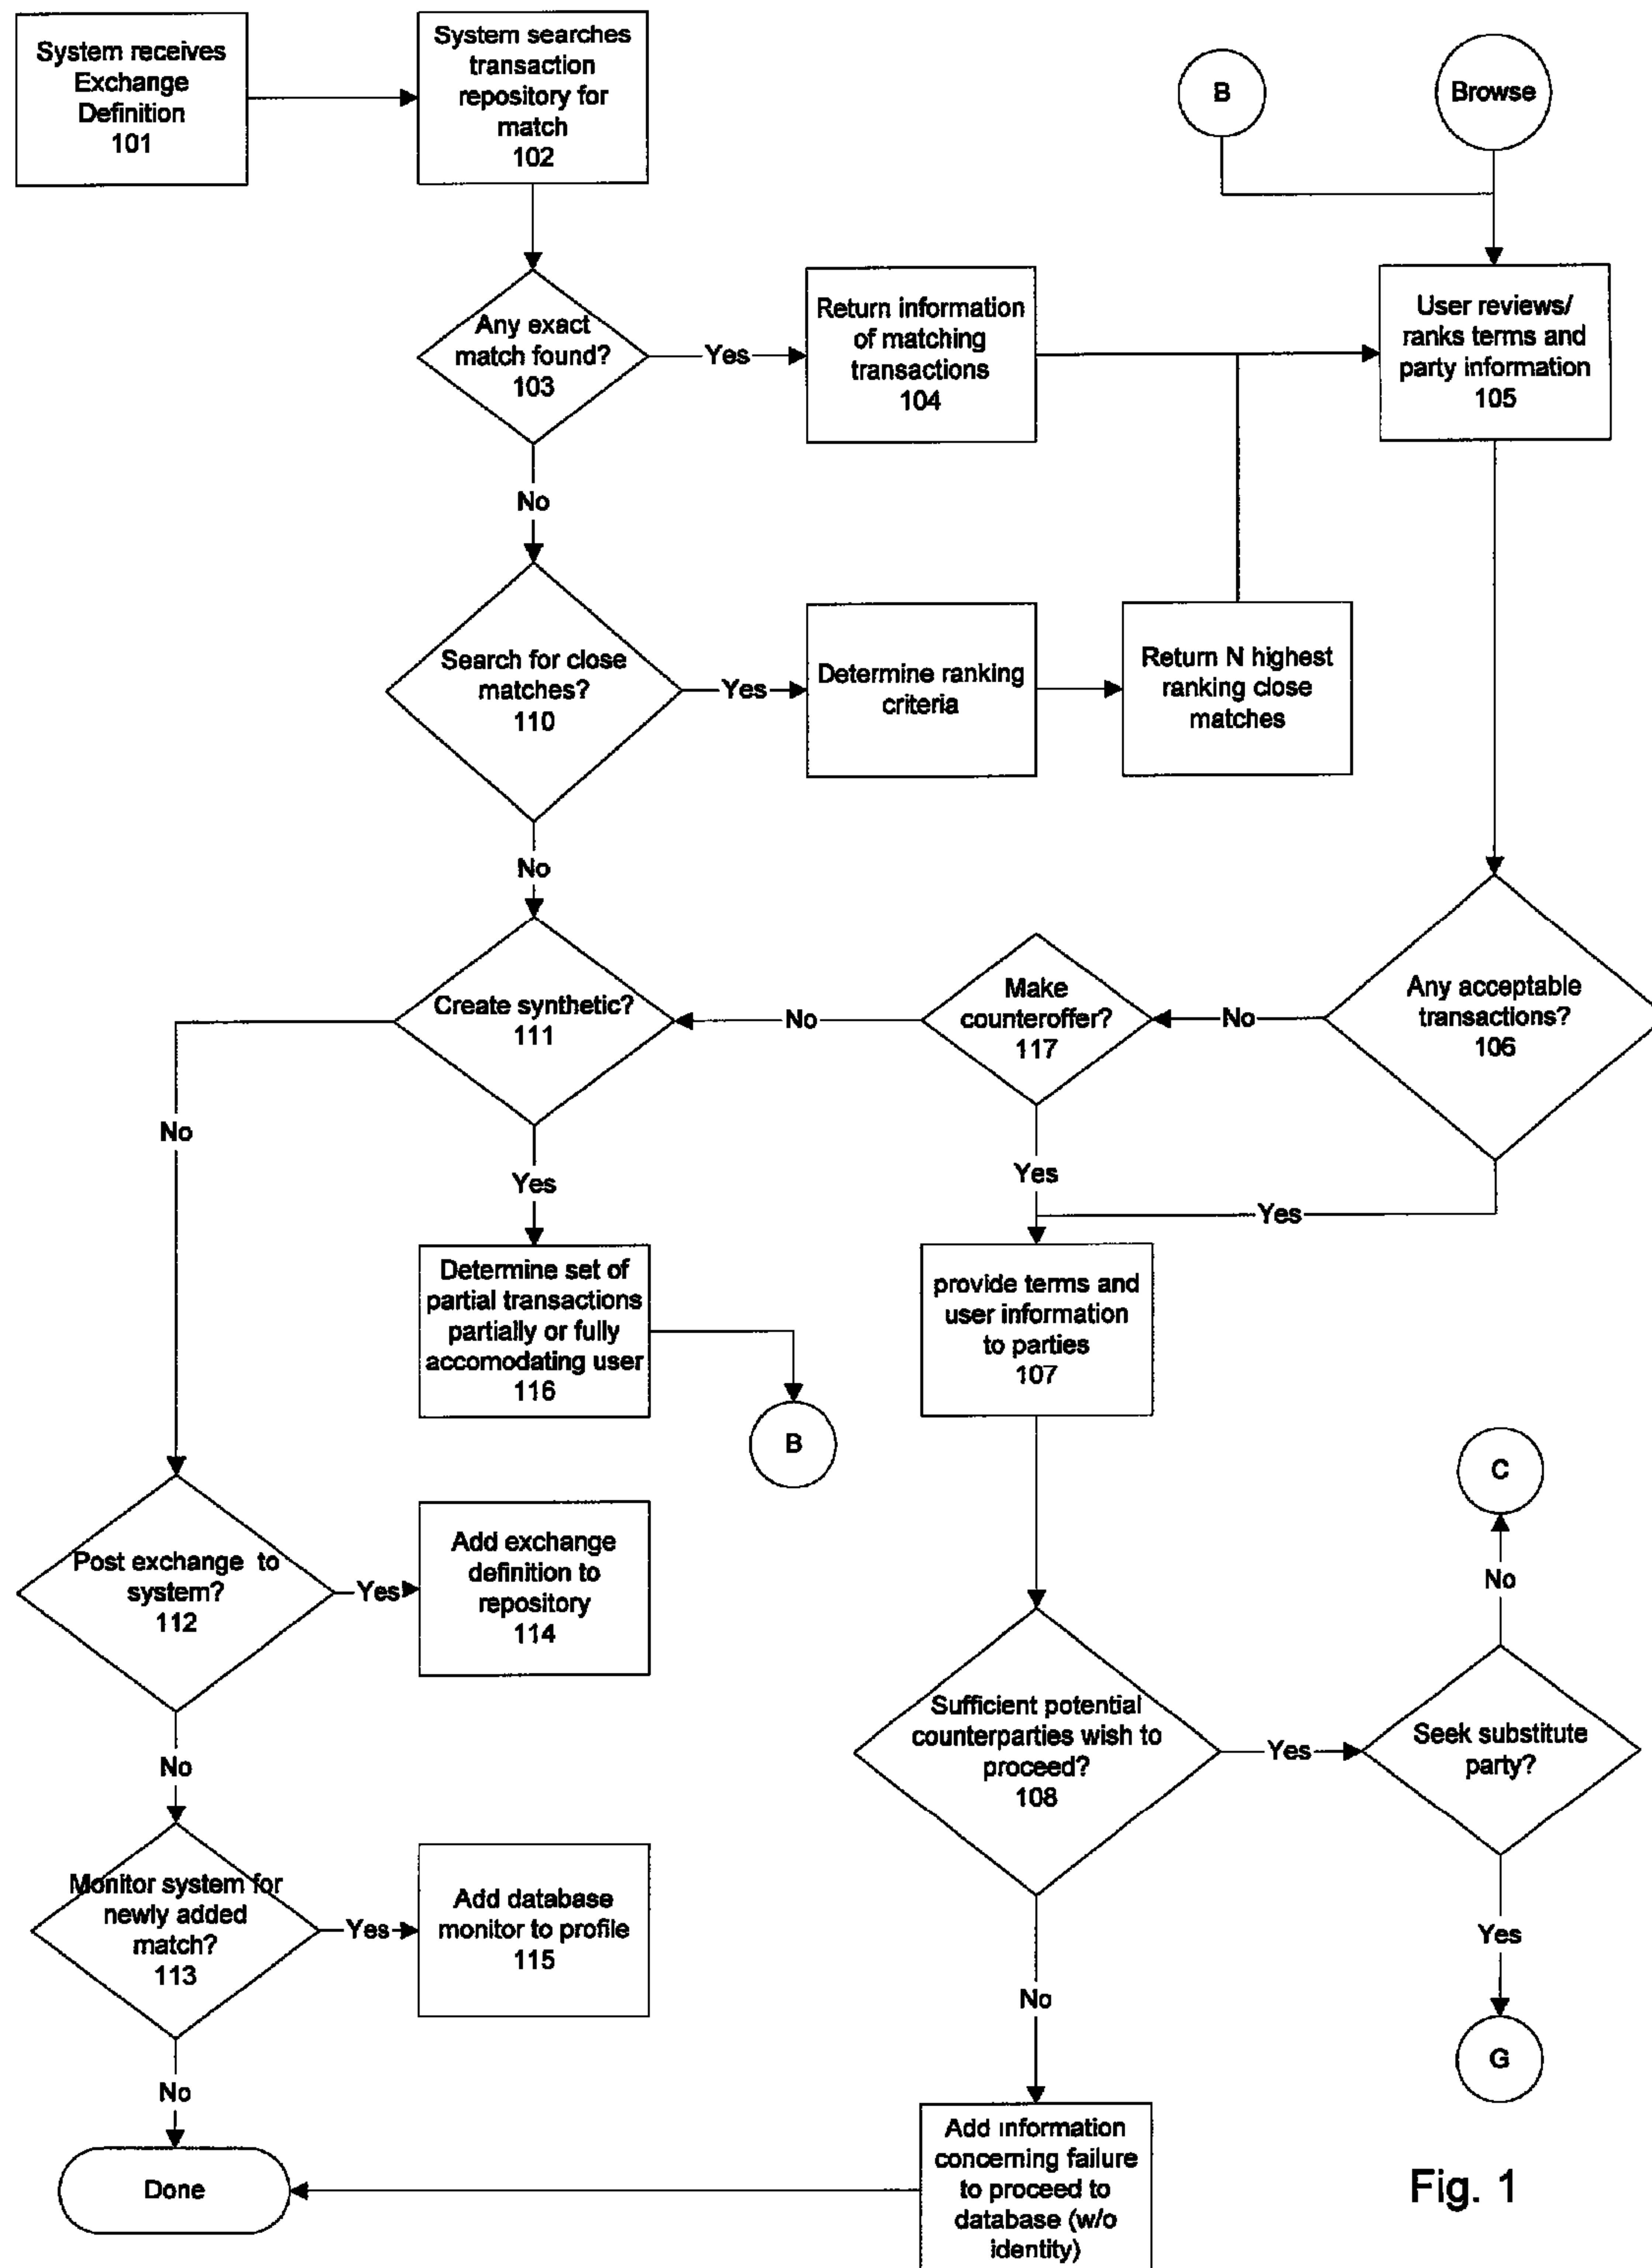 System receives
Exchange
Definition
101
System searches
transaction
repository for
match
102
B
Browse
Any exact
match found?
103
Yes
Return information
of matching
transactions
104
User reviews/
ranks terms and
party information
105
No
Search for close
matches?
110
Yes
Determine ranking
criteria
Return N highest
ranking close
matches
No
Create synthetic?
111
No
Make
counteroffer?
117
No
Any acceptable
transactions?
106
No
Yes
Yes
Yes
Determine set of
partial transactions
partially or fully
accomodating user
116
B
provide terms and
user information
to parties
107
C
No
Post exchange to
system?
112
Yes
Add exchange
definition to
repository
114
Sufficient potential
counterparties wish to
proceed?
108
Yes
Seek substitute
party?
No
Monitor system for
newly added
match?
113
Yes
Add database
monitor to profile
115
Yes
No
G
No
Done
Add information
concerning failure
to proceed to
database (w/o
identity)
Fig. 1